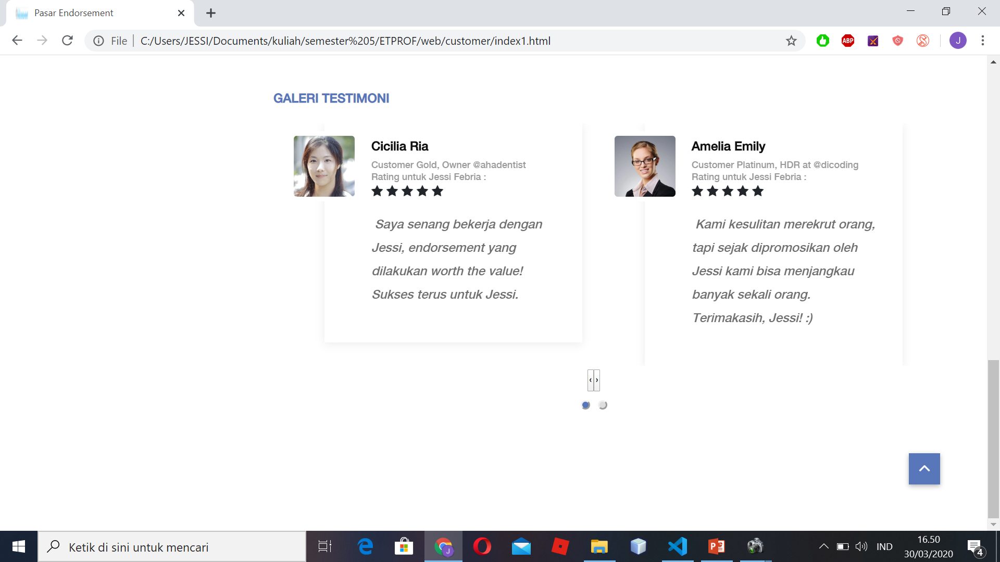 Pasar Endorsement
File
C:/Users/JESSI/Documents/kuliah/semester%205/ETPROF/web/customer/index1.html
ABP
J
GALERI TESTIMONI
Cicilia Ria
Customer Gold, Owner @ahadentist
Rating untuk Jessi Febria :
Saya senang bekerja dengan
Jessi, endorsement yang
dilakukan worth the value!
Sukses terus untuk Jessi.
Amelia Emily
Customer Platinum, HDR at @dicoding
Rating untuk Jessi Febria :
Kami kesulitan merekrut orang,
tapi sejak dipromosikan oleh
Jessi kami bisa menjangkau
banyak sekali orang.
Terimakasih, Jessi! :)
‹ ›
Ketik di sini untuk mencari
J
IND
16.50
30/03/2020
4